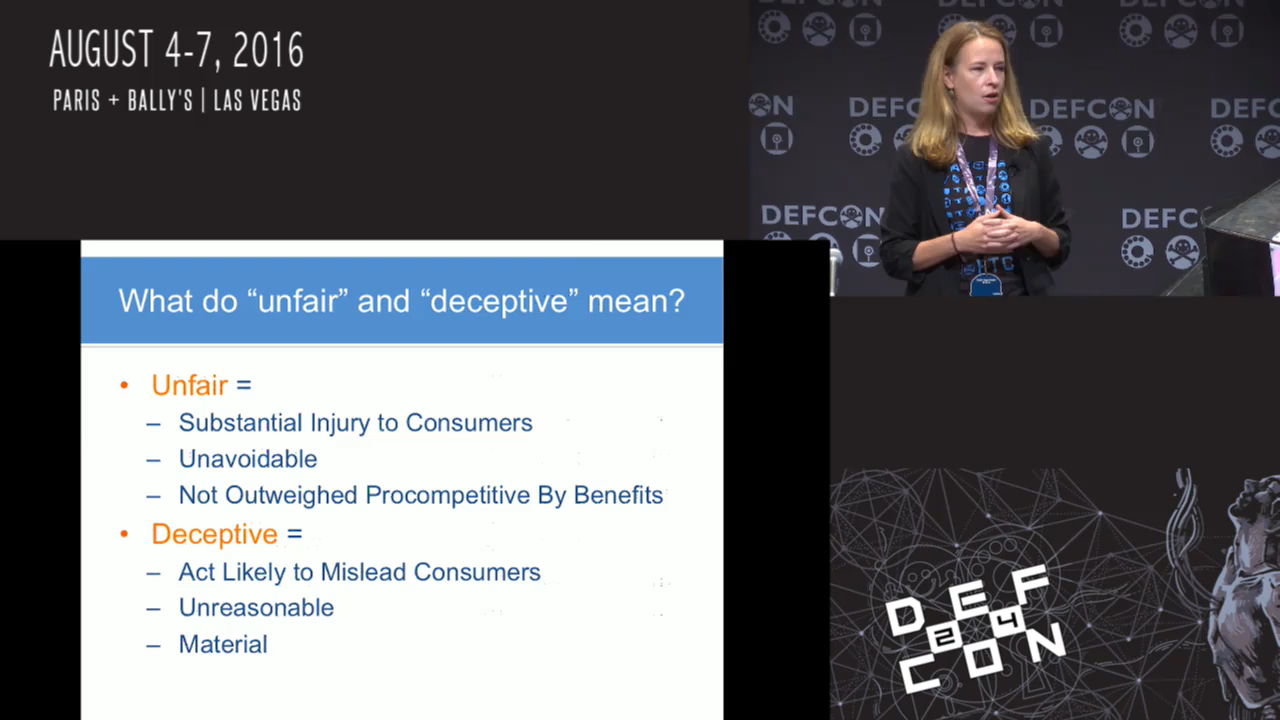 AUGUST 4-7, 2016
PARIS + BALLY'S | LAS VEGAS
DEFCON DEFCON DEFCON
DEFCON DEFC
What do “unfair” and “deceptive” mean?
• Unfair =
– Substantial Injury to Consumers
– Unavoidable
– Not Outweighed Procompetitive By Benefits
• Deceptive =
– Act Likely to Mislead Consumers
– Unreasonable
– Material
DEF
24
CON